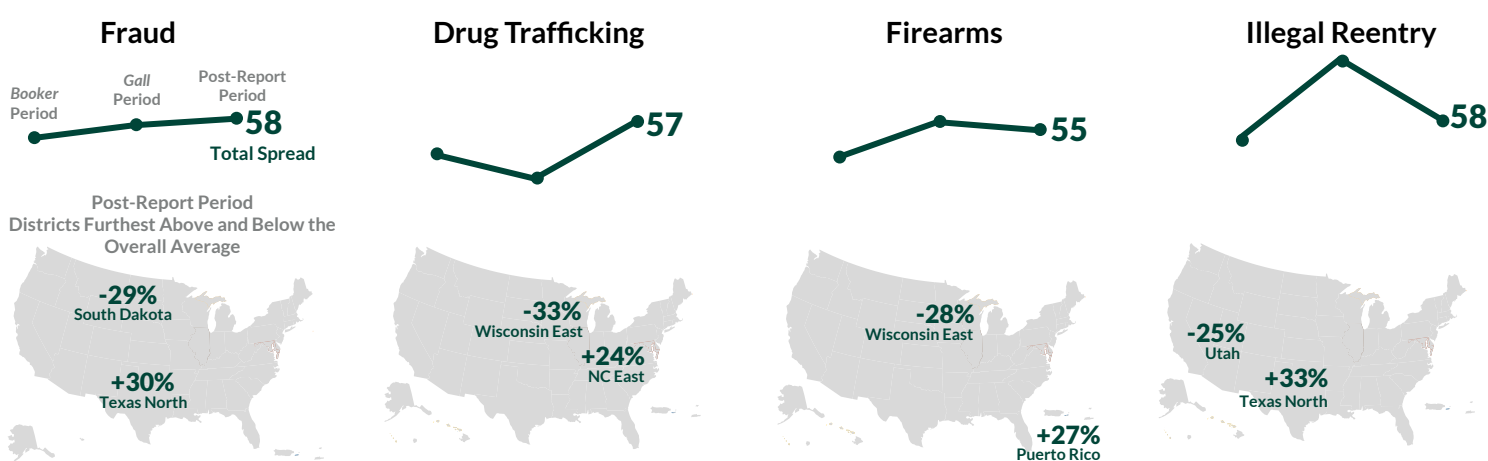 Fraud
Booker
Period
Gall
Period
Post-Report
Period
58
Total Spread
Post-Report Period
Districts Furthest Above and Below the
Overall Average
-29%
South Dakota
+30%
Texas North
Drug Trafficking
57
-33%
Wisconsin East
+24%
NC East
Firearms
55
-28%
Wisconsin East
+27%
Puerto Rico
Illegal Reentry
58
-25%
Utah
+33%
Texas North